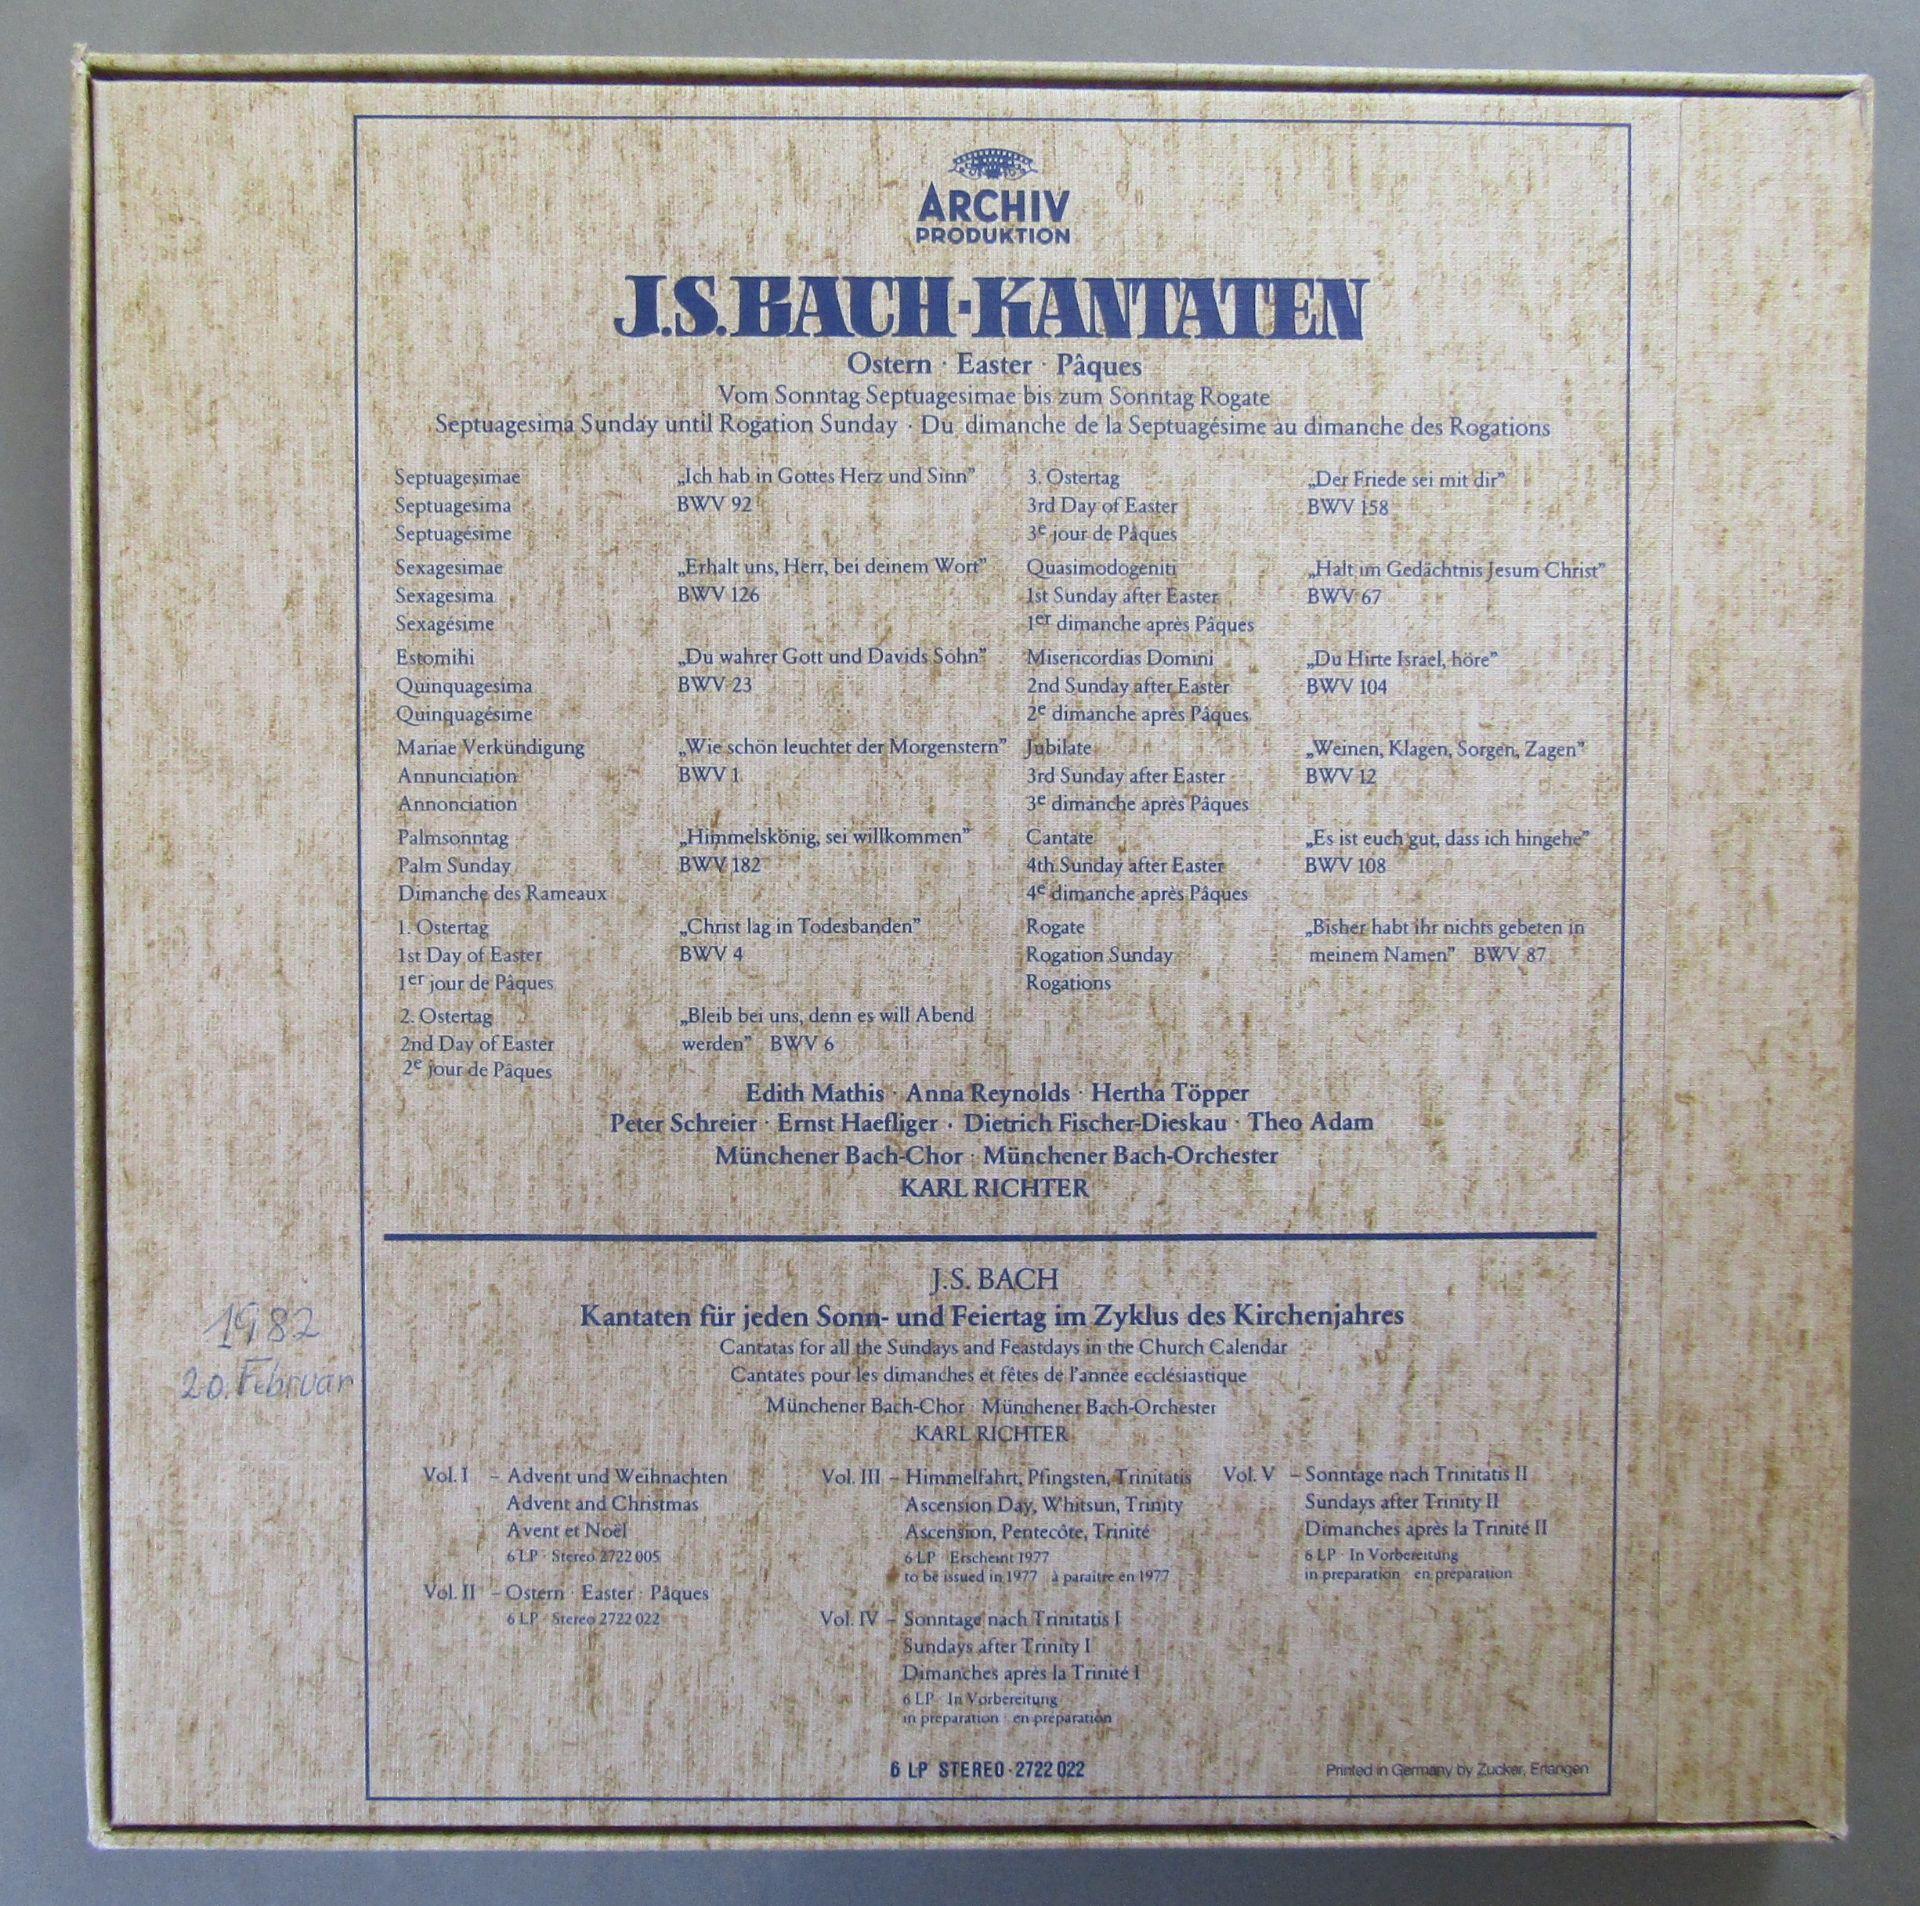 ARCHIV
PRODUKTION
J.S.BACH·KANTATEN
Ostern · Easter · Pâques
Vom Sonntag Septuagesimae bis zum Sonntag Rogate
Septuagesima Sunday until Rogation Sunday · Du dimanche de la Septuagésime au dimanche des Rogations
Septuagesimae „Ich hab in Gottes Herz und Sinn”
Septuagesima BWV 92
Septuagésime
Sexagesimae „Erhalt uns, Herr, bei deinem Wort”
Sexagesima BWV 126
Sexagésime
Estomihi „Du wahrer Gott und Davids Sohn”
Quinquagesima BWV 23
Quinquagésime
Mariae Verkündigung „Wie schön leuchtet der Morgenstern”
Annunciation BWV 1
Annonciation
Palmsonntag „Himmelskönig, sei willkommen”
Palm Sunday BWV 182
Dimanche des Rameaux
1. Ostertag „Christ lag in Todesbanden”
1st Day of Easter BWV 4
1er jour de Pâques
2. Ostertag „Bleib bei uns, denn es will Abend
2nd Day of Easter werden” BWV 6
2e jour de Pâques
3. Ostertag „Der Friede sei mit dir”
3rd Day of Easter BWV 158
3e jour de Pâques
Quasimodogeniti „Halt im Gedächtnis Jesum Christ”
1st Sunday after Easter BWV 67
1er dimanche après Pâques
Misericordias Domini „Du Hirte Israel, höre”
2nd Sunday after Easter BWV 104
2e dimanche après Pâques
Jubilate „Weinen, Klagen, Sorgen, Zagen”
3rd Sunday after Easter BWV 12
3e dimanche après Pâques
Cantate „Es ist euch gut, dass ich hingehe”
4th Sunday after Easter BWV 108
4e dimanche après Pâques
Rogate „Bisher habt ihr nichts gebeten in
Rogation Sunday meinem Namen” BWV 87
Rogations
Edith Mathis · Anna Reynolds · Hertha Töpper
Peter Schreier · Ernst Haefliger · Dietrich Fischer-Dieskau · Theo Adam
Münchener Bach-Chor · Münchener Bach-Orchester
KARL RICHTER
J.S. BACH
Kantaten für jeden Sonn- und Feiertag im Zyklus des Kirchenjahres
Cantatas for all the Sundays and Feastdays in the Church Calendar
Cantates pour les dimanches et fêtes de l'année ecclésiastique
Münchener Bach-Chor · Münchener Bach-Orchester
KARL RICHTER
1982
20. Februar
Vol. I – Advent und Weihnachten
Advent and Christmas
Avent et Noël
6 LP · Stereo 2722 005
Vol. II – Ostern · Easter · Pâques
6 LP · Stereo 2722 022
Vol. III – Himmelfahrt, Pfingsten, Trinitatis
Ascension Day, Whitsun, Trinity
Ascension, Pentecôte, Trinité
6 LP · Erscheint 1977
to be issued in 1977 à paraître en 1977
Vol. IV – Sonntage nach Trinitatis I
Sundays after Trinity I
Dimanches après la Trinité I
6 LP · In Vorbereitung
in preparation · en préparation
Vol. V – Sonntage nach Trinitatis II
Sundays after Trinity II
Dimanches après la Trinité II
6 LP · In Vorbereitung
in preparation · en préparation
6 LP STEREO · 2722 022
Printed in Germany by Zucker, Erlangen